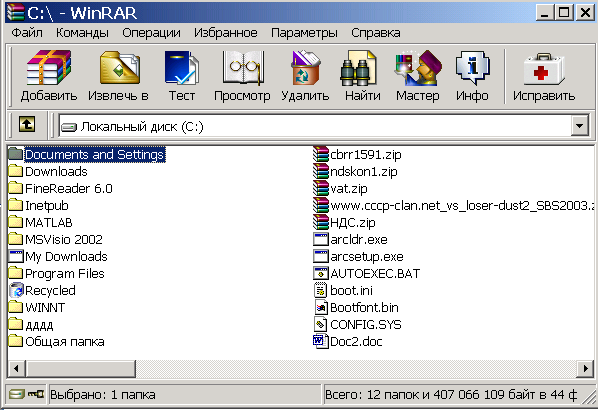 C:\ - WinRAR
Файл Команды Операции Избранное Параметры Справка
Добавить Извлечь в Тест Просмотр Удалить Найти Мастер Инфо Исправить
Локальный диск (C:)
Documents and Settings
Downloads
FineReader 6.0
Inetpub
MATLAB
MSVisio 2002
My Downloads
Program Files
Recycled
WINNT
дддд
Общая папка
cbrr1591.zip
ndskon1.zip
vat.zip
www.cccp-clan.net_vs_loser-dust2_SBS2003.z
НДС.zip
arcldr.exe
arcsetup.exe
AUTOEXEC.BAT
boot.ini
Bootfont.bin
CONFIG.SYS
Doc2.doc
Выбрано: 1 папка
Всего: 12 папок и 407 066 109 байт в 44 ф